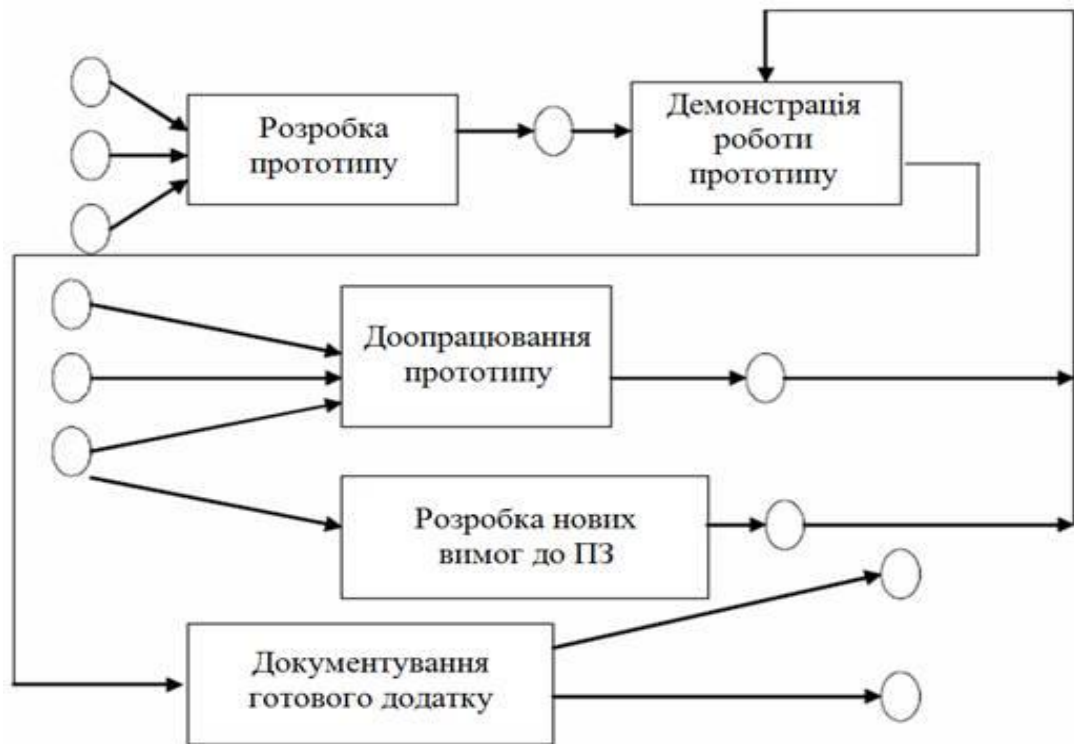 Розробка
прототипу
Демонстрація
роботи
прототипу
Доопрацювання
прототипу
Розробка нових
вимог до ПЗ
Документування
готового додатку